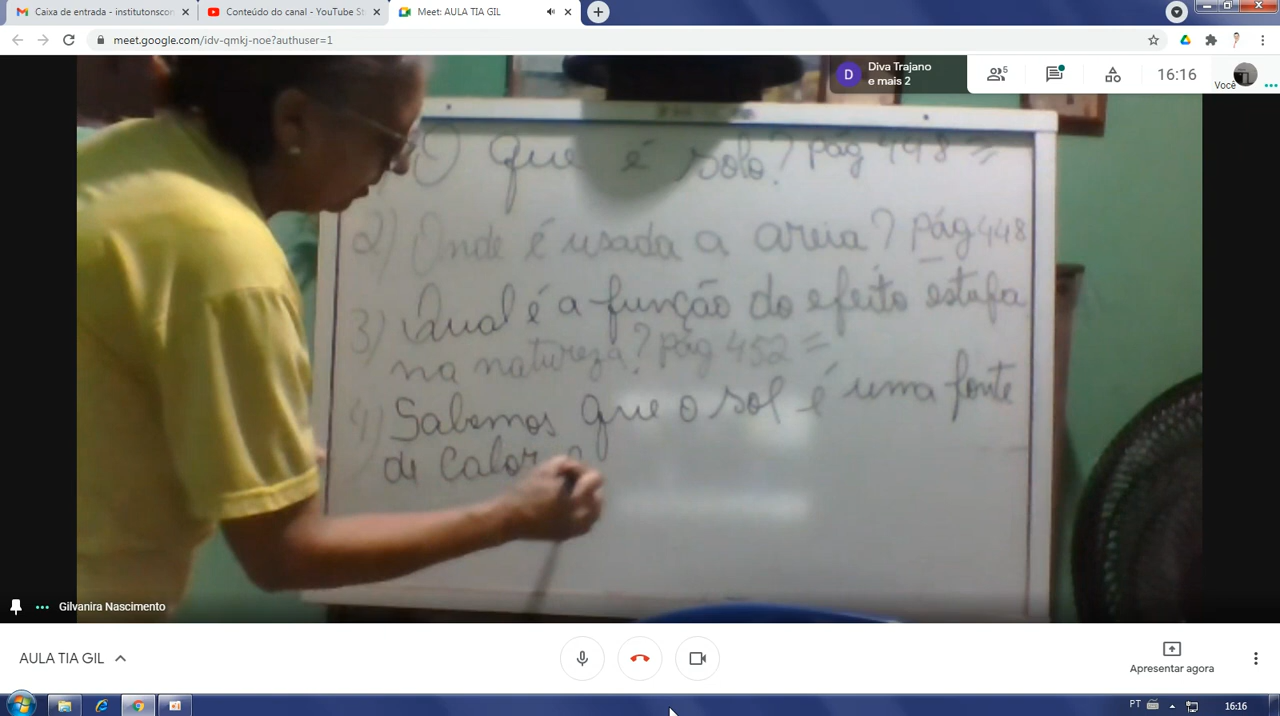 Caixa de entrada - institutonscon
Conteúdo do canal - YouTube St
Meet: AULA TIA GIL
meet.google.com/idv-qmkj-noe?authuser=1
D
Diva Trajano
e mais 2
5
16:16
Você
O que é solo? pág 448 =
2) Onde é usada a areia? pág 448
3) Qual é a função do efeito estufa
na natureza? pág 452 =
4) Sabemos que o sol é uma fonte
de calor
Gilvanira Nascimento
AULA TIA GIL
Apresentar agora
PT
16:16